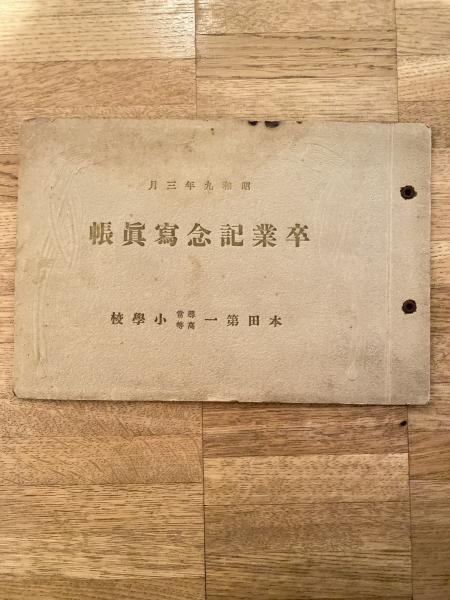 昭和九年三月
卒業記念寫眞帳
本田第一尋常高等小學校